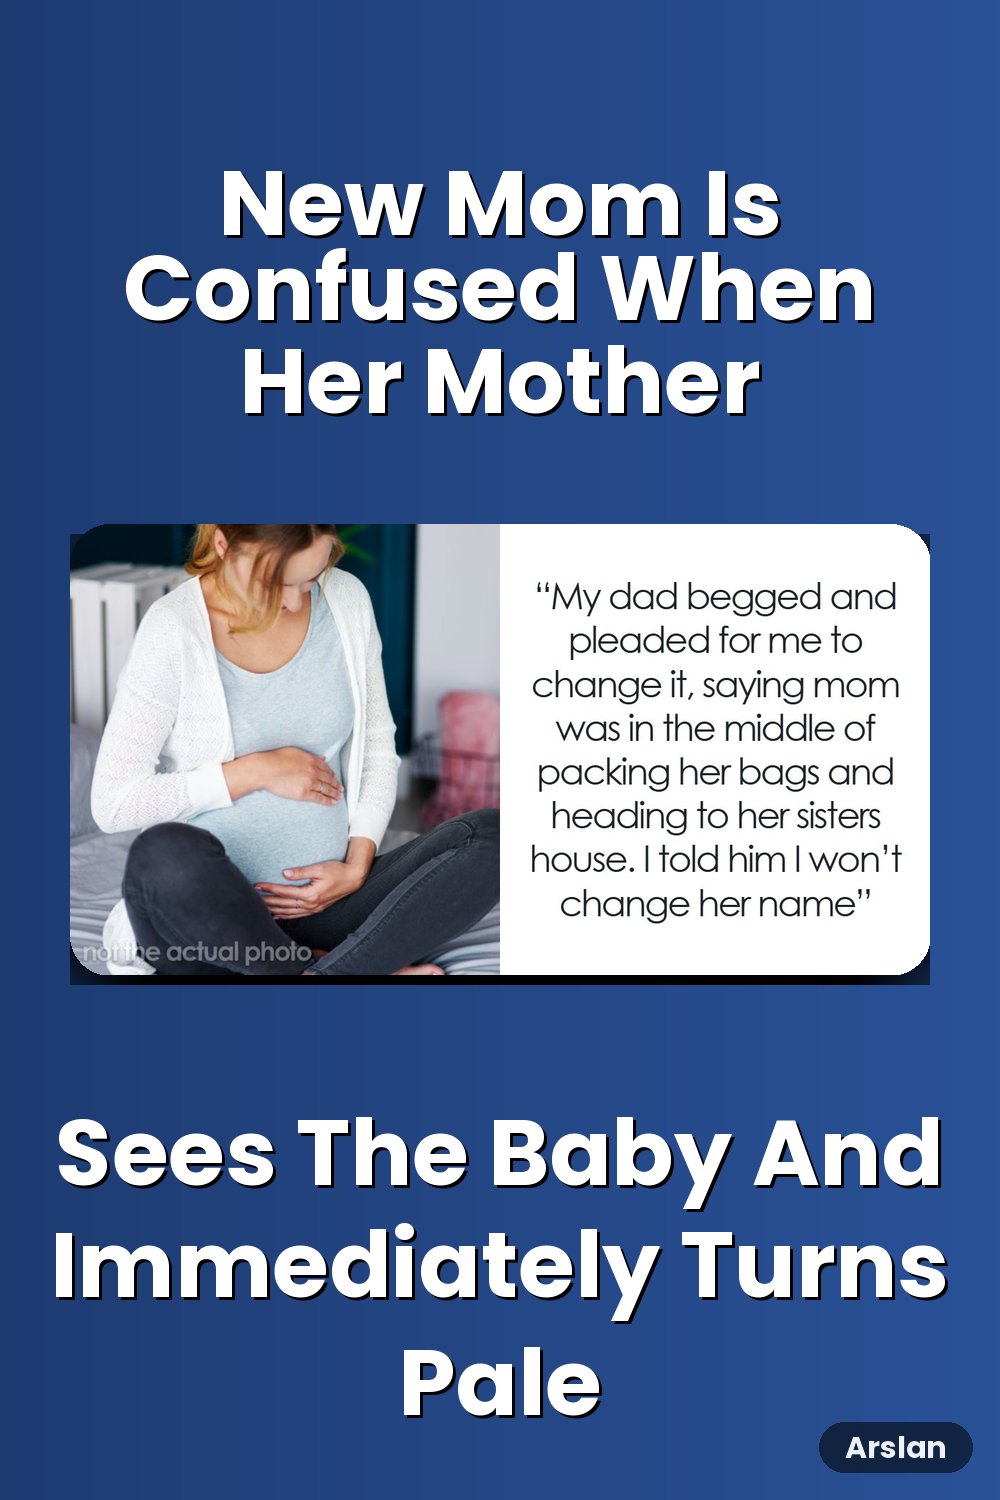 New Mom Is
Confused When
Her Mother
“My dad begged and
pleaded for me to
change it, saying mom
was in the middle of
packing her bags and
heading to her sisters
house. I told him I won’t
change her name”
not the actual photo
Sees The Baby And
Immediately Turns
Pale
Arslan